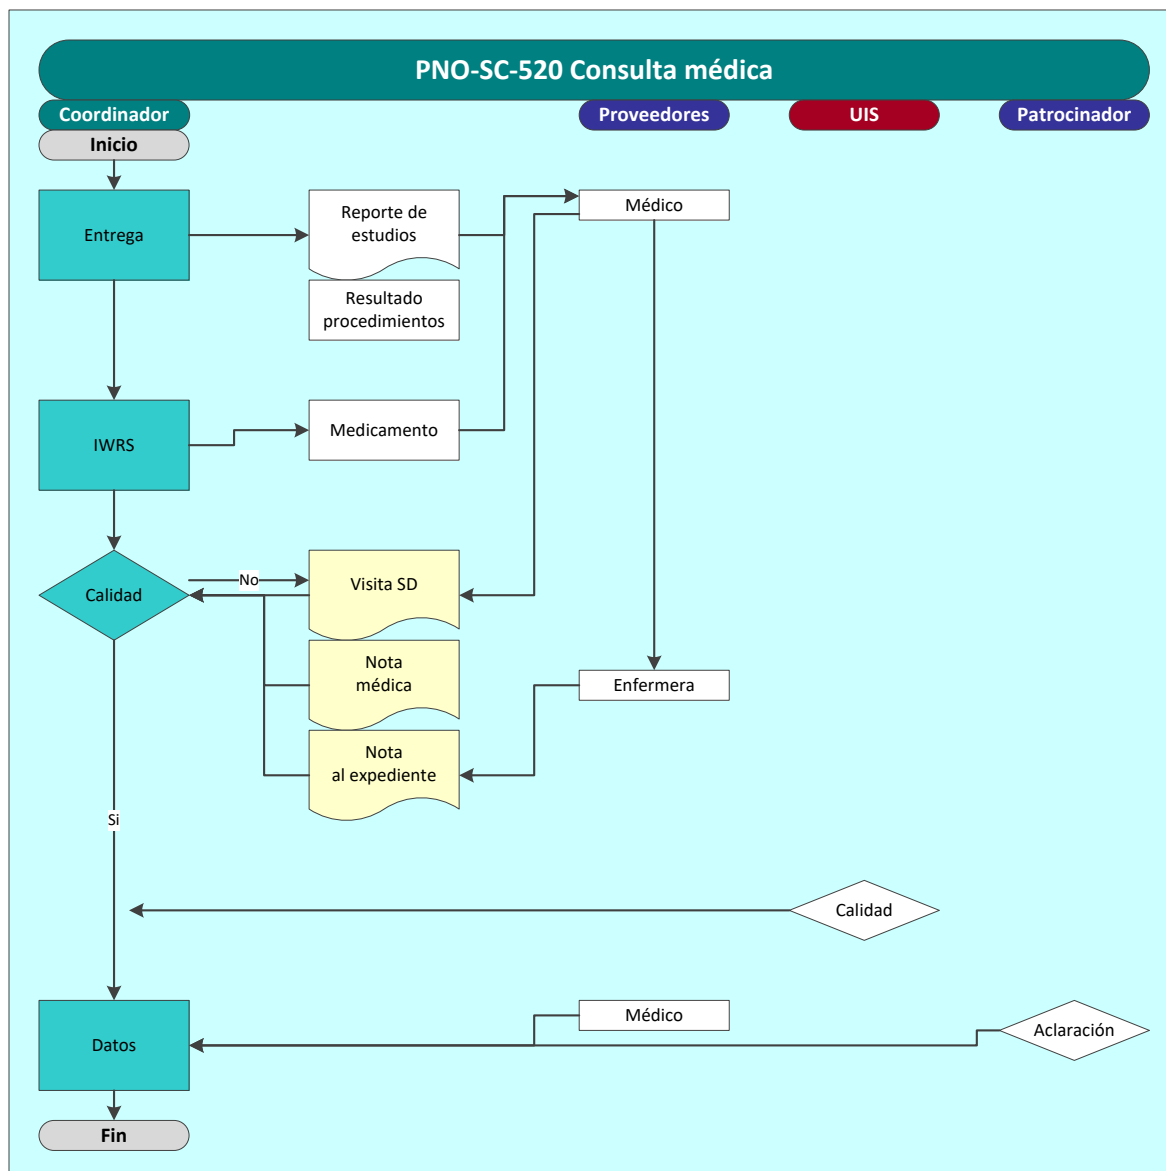 PNO-SC-520 Consulta médica
Coordinador
Proveedores
UIS
Patrocinador
Inicio
Entrega
Reporte de
estudios
Médico
Resultado
procedimientos
IWRS
Medicamento
Calidad
No
Visita SD
Nota
médica
Enfermera
Nota
al expediente
Si
Calidad
Médico
Aclaración
Datos
Fin